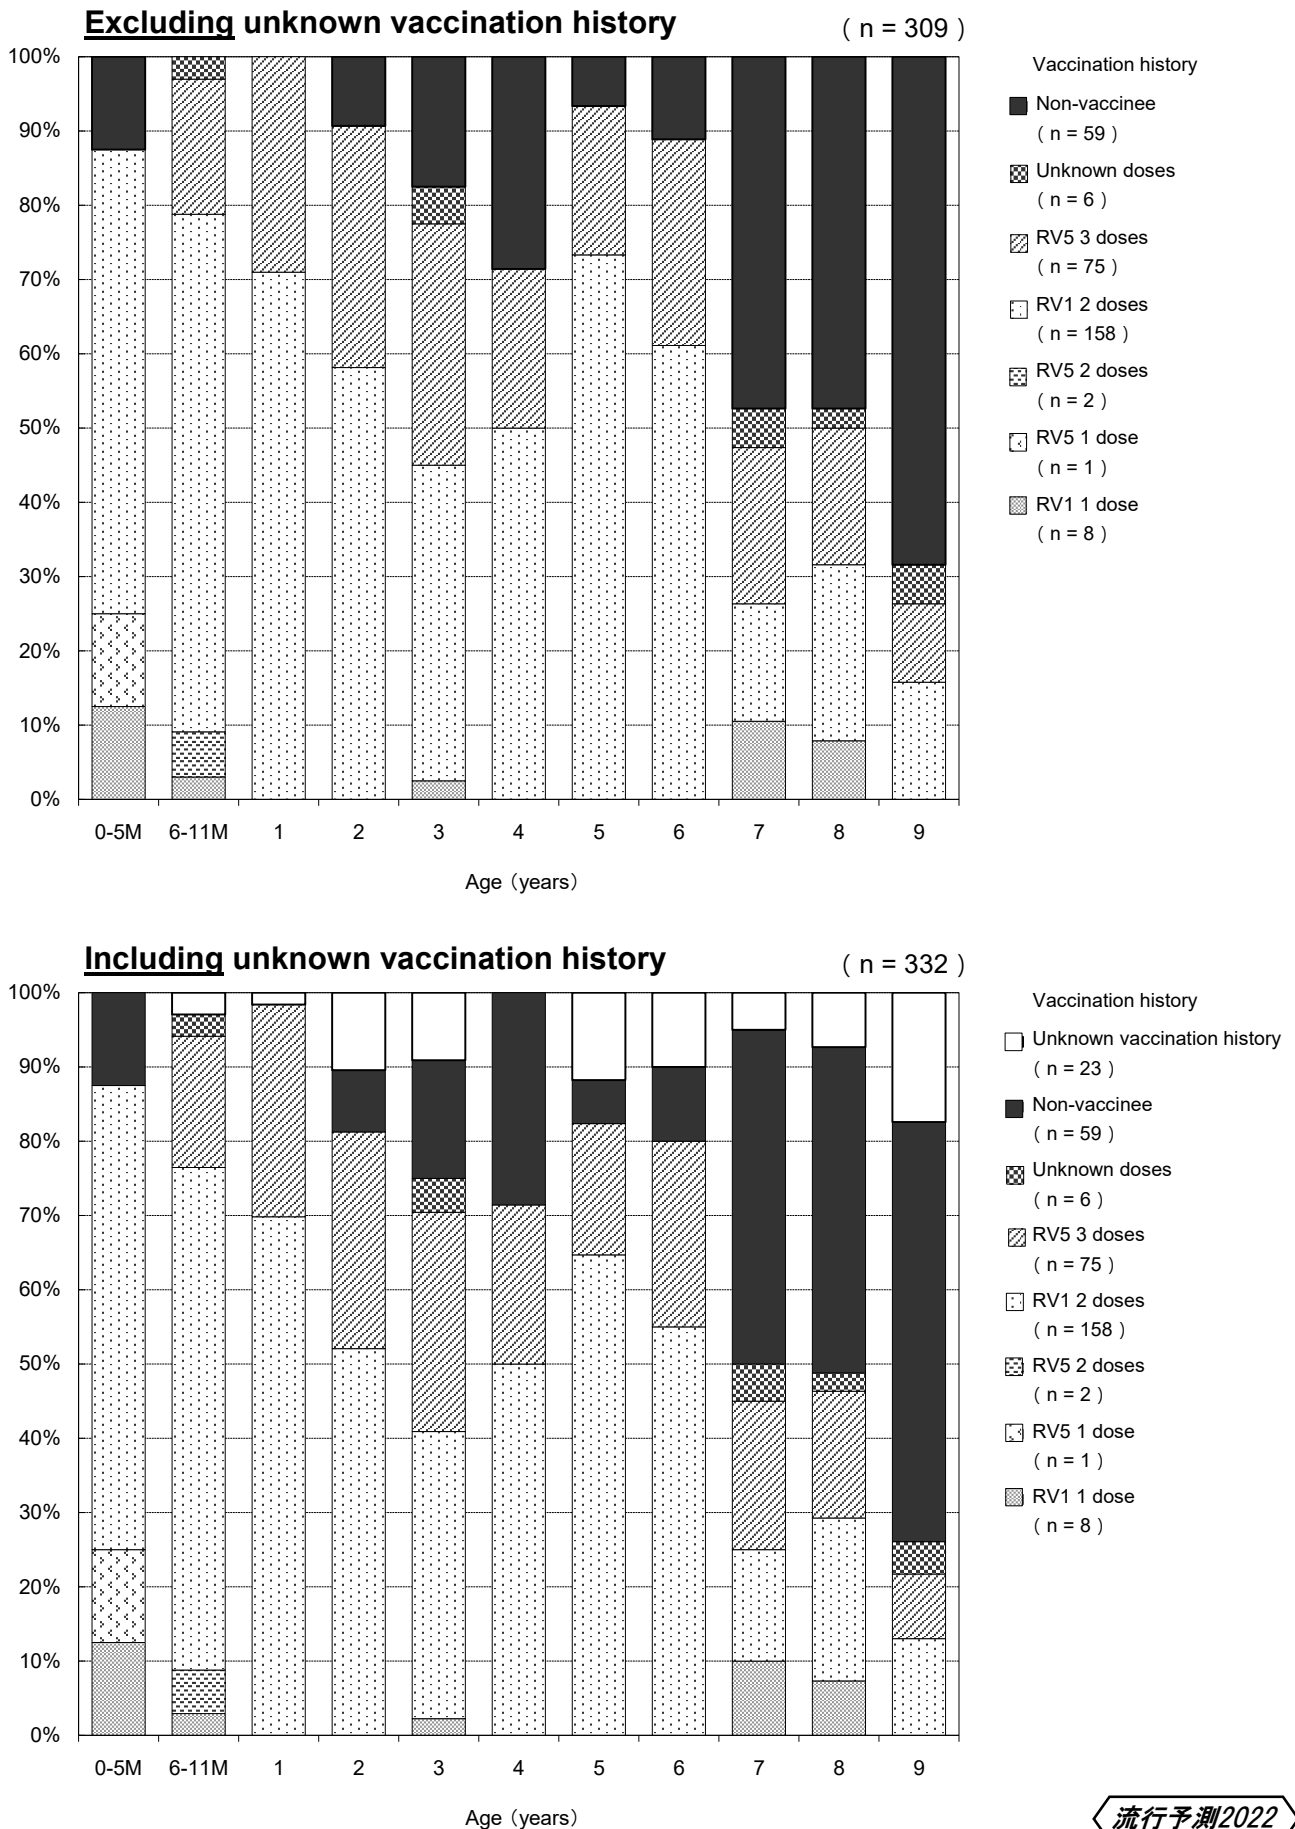 Excluding unknown vaccination history
( n = 309 )
100%
90%
80%
70%
60%
50%
40%
30%
20%
10%
0%
0-5M 6-11M 1 2 3 4 5 6 7 8 9
Age (years)
Vaccination history
Non-vaccinee
( n = 59 )
Unknown doses
( n = 6 )
RV5 3 doses
( n = 75 )
RV1 2 doses
( n = 158 )
RV5 2 doses
( n = 2 )
RV5 1 dose
( n = 1 )
RV1 1 dose
( n = 8 )
Including unknown vaccination history
( n = 332 )
100%
90%
80%
70%
60%
50%
40%
30%
20%
10%
0%
0-5M 6-11M 1 2 3 4 5 6 7 8 9
Age (years)
Vaccination history
Unknown vaccination history
( n = 23 )
Non-vaccinee
( n = 59 )
Unknown doses
( n = 6 )
RV5 3 doses
( n = 75 )
RV1 2 doses
( n = 158 )
RV5 2 doses
( n = 2 )
RV5 1 dose
( n = 1 )
RV1 1 dose
( n = 8 )
流行予測2022